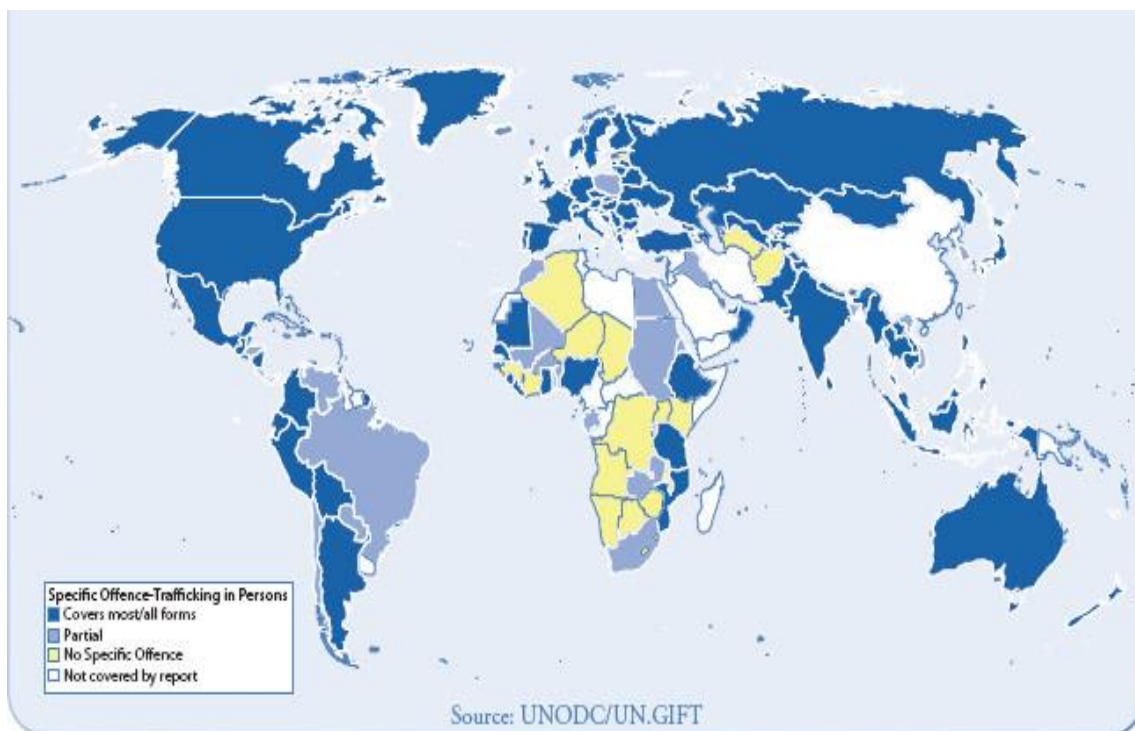 Specific Offence-Trafficking in Persons
Covers most/all forms
Partial
No Specific Offence
Not covered by report
Source: UNODC/UN.GIFT